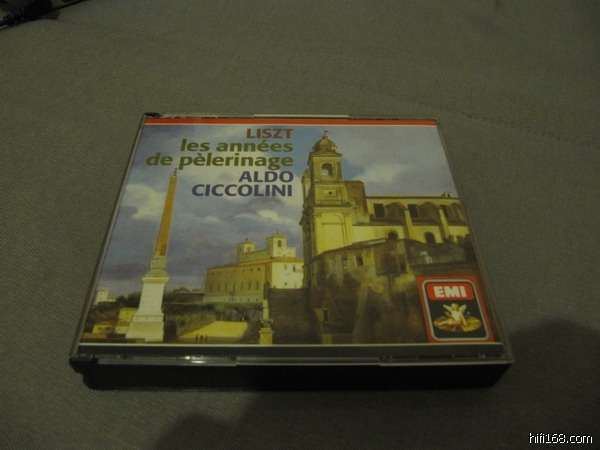 LISZT
les années
de pèlerinage
ALDO
CICCOLINI
EMI
hifi168.com